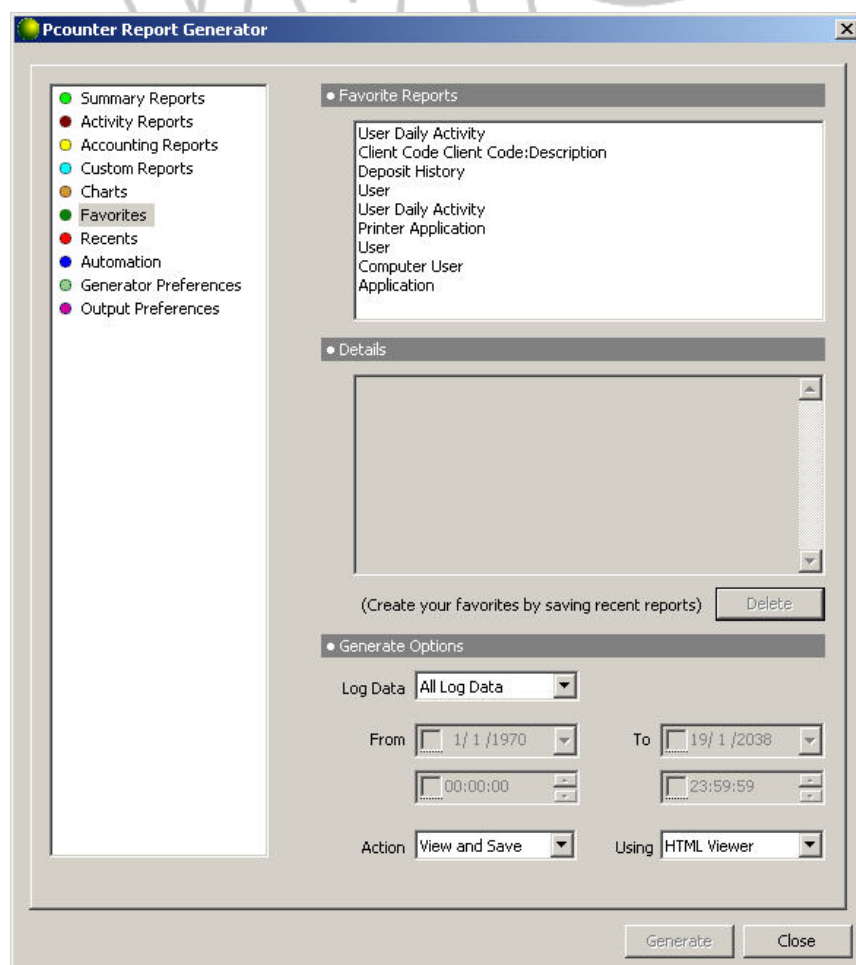 Pcounter Report Generator
Summary Reports
Activity Reports
Accounting Reports
Custom Reports
Charts
Favorites
Recents
Automation
Generator Preferences
Output Preferences
Favorite Reports
User Daily Activity
Client Code Client Code:Description
Deposit History
User
User Daily Activity
Printer Application
User
Computer User
Application
Details
(Create your favorites by saving recent reports) Delete
Generate Options
Log Data All Log Data
From 1/ 1 /1970 To 19/ 1 /2038
00:00:00 23:59:59
Action View and Save Using HTML Viewer
Generate Close